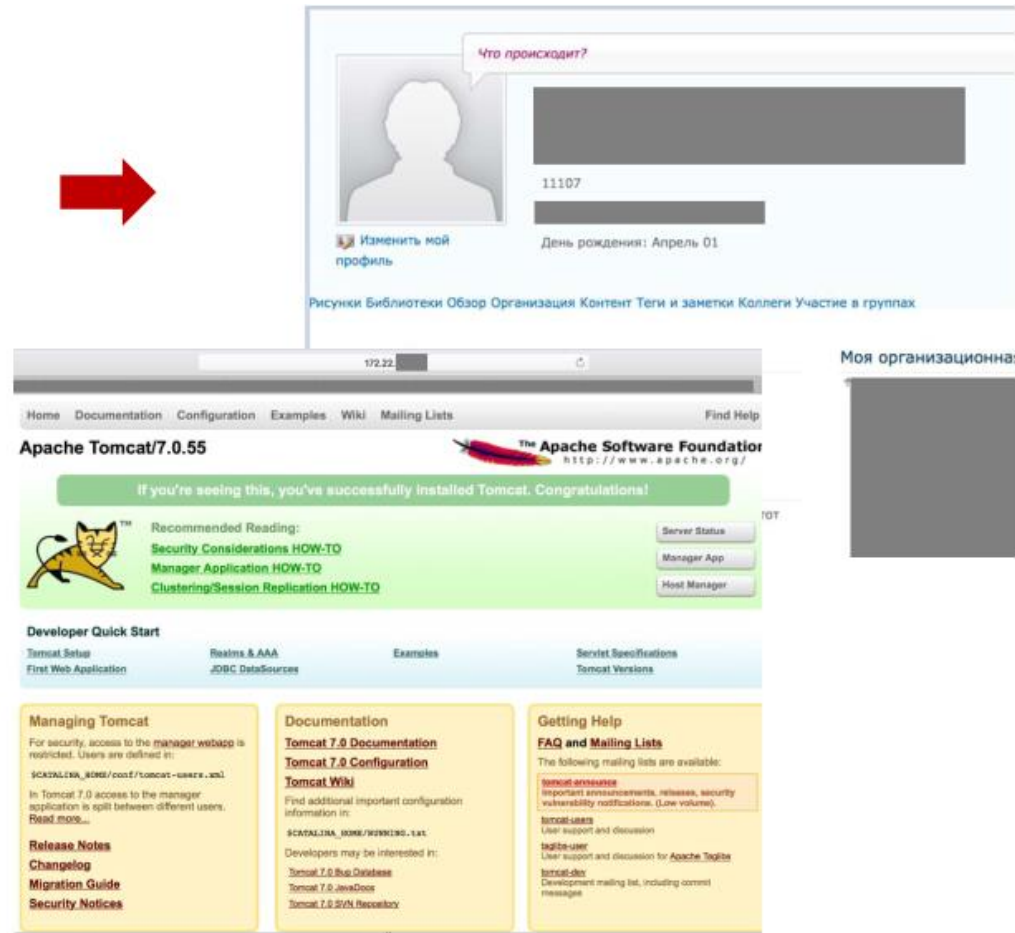 Что происходит?
11107
День рождения: Апрель 01
Изменить мой
профиль
Рисунки Библиотеки Обзор Организация Контент Теги и заметки Коллеги Участие в группах
Моя организационная
172.22.
Home Documentation Configuration Examples Wiki Mailing Lists Find Help
Apache Tomcat/7.0.55
The Apache Software Foundation
http://www.apache.org/
If you're seeing this, you've successfully installed Tomcat. Congratulations!
TM
Recommended Reading:
Security Considerations HOW-TO
Manager Application HOW-TO
Clustering/Session Replication HOW-TO
Server Status
Manager App
Host Manager
тот
Developer Quick Start
Tomcat Setup
First Web Application
Realms & AAA
JDBC DataSources
Examples
Servlet Specifications
Tomcat Versions
Managing Tomcat
For security, access to the manager webapp is
restricted. Users are defined in:
$CATALINA_HOME/conf/tomcat-users.xml
In Tomcat 7.0 access to the manager
application is split between different users.
Read more...
Release Notes
Changelog
Migration Guide
Security Notices
Documentation
Tomcat 7.0 Documentation
Tomcat 7.0 Configuration
Tomcat Wiki
Find additional important configuration
information in:
$CATALINA_HOME/RUNNING.txt
Developers may be interested in:
Tomcat 7.0 Bug Database
Tomcat 7.0 JavaDocs
Tomcat 7.0 SVN Repository
Getting Help
FAQ and Mailing Lists
The following mailing lists are available:
tomcat-announce
Important announcements, releases, security
vulnerability notifications. (Low volume).
tomcat-users
User support and discussion
taglibs-user
User support and discussion for Apache Taglibs
tomcat-dev
Development mailing list, including commit
messages